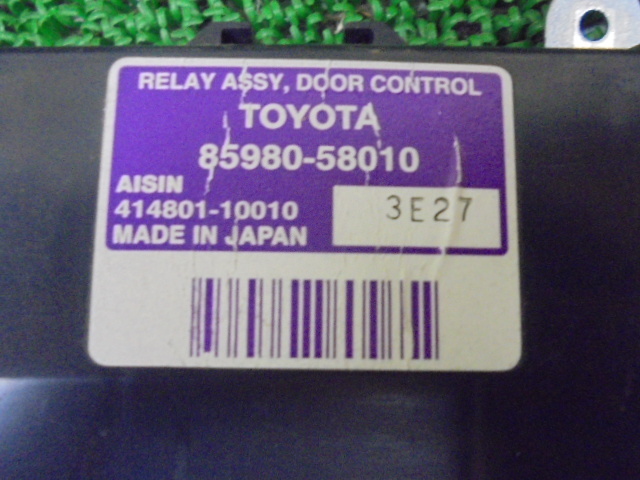 RELAY ASSY, DOOR CONTROL
TOYOTA
85980-58010
AISIN
414801-10010
3E27
MADE IN JAPAN